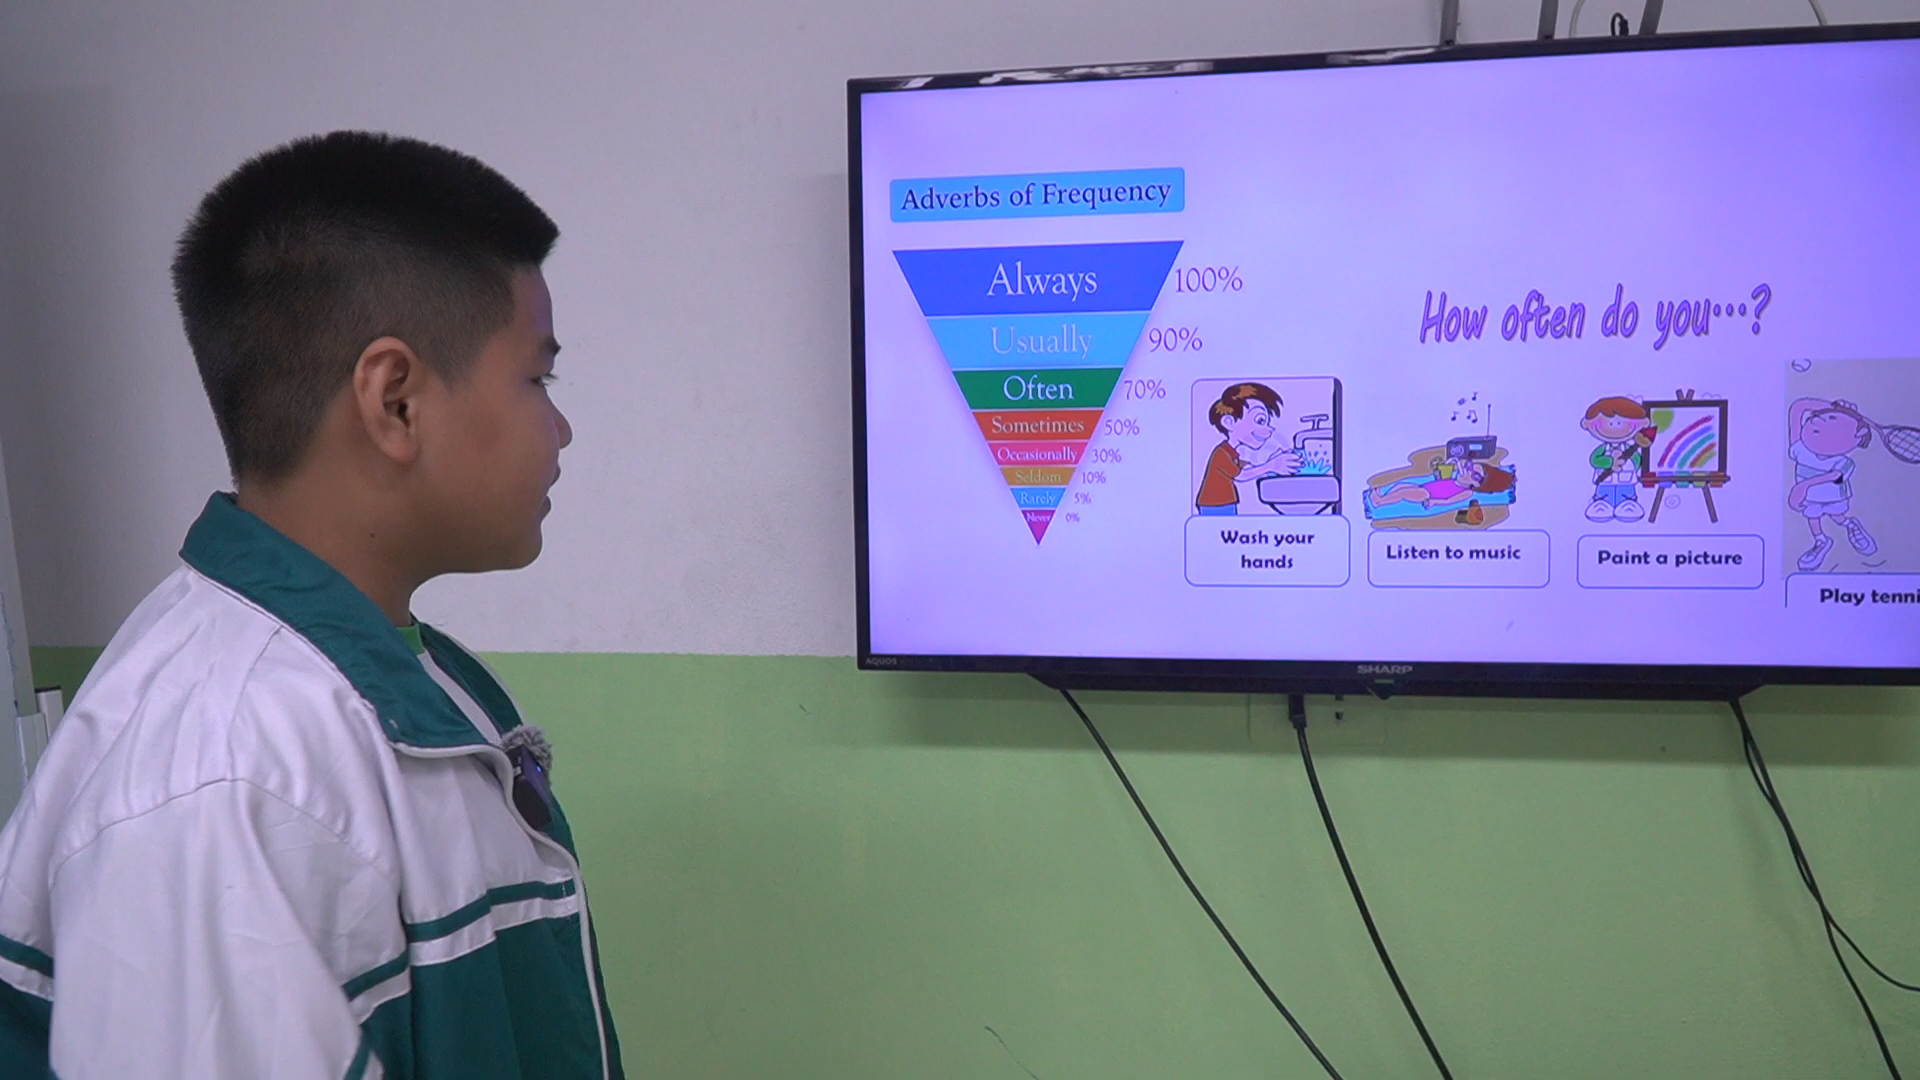 Adverbs of Frequency
Always 100%
Usually 90%
Often 70%
Sometimes 50%
Occasionally 30%
Seldom 10%
Rarely 5%
Never 0%
How often do you...?
Wash your
hands
Listen to music
Paint a picture
Play tenni
AQUOS
SHARP